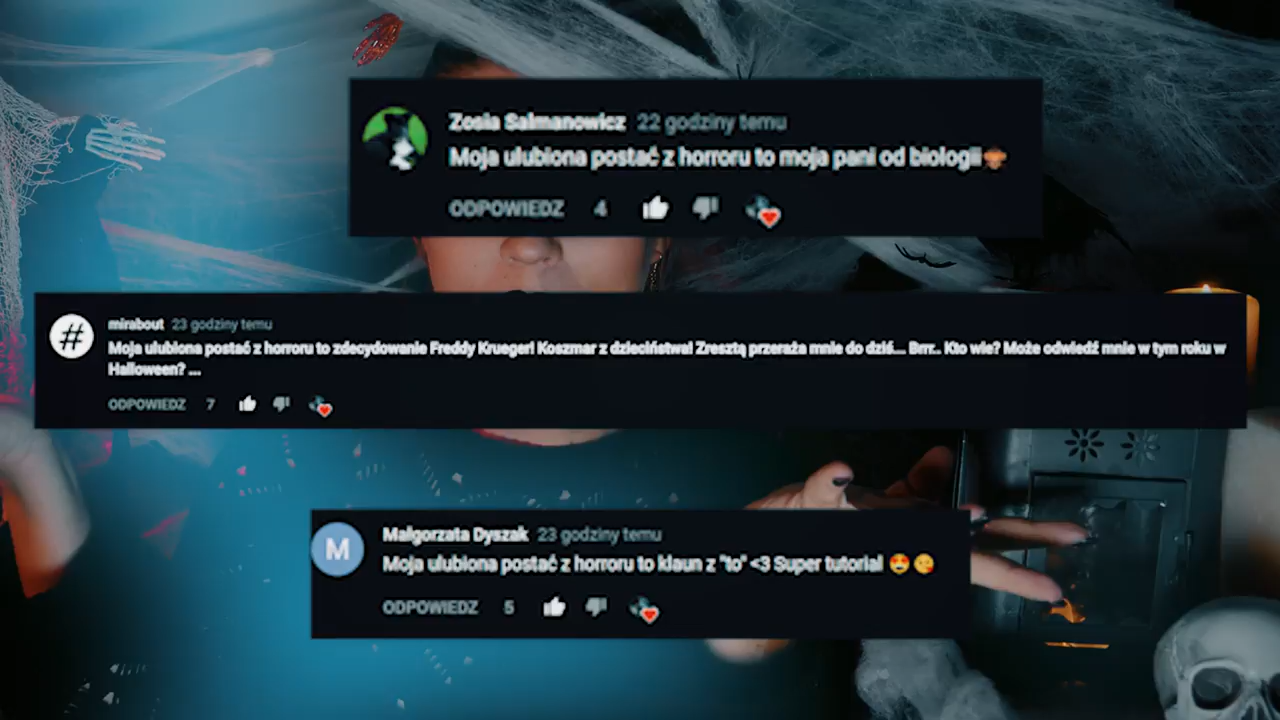 Zosia Salmanowicz 22 godziny temu
Moja ulubiona postać z horroru to moja pani od biologii
ODPOWIEDZ 4
#
mirabout 23 godziny temu
Moja ulubiona postać z horroru to zdecydowanie Freddy Krueger! Koszmar z dzieciństwa! Zresztą przeraża mnie do dziś.... Brrr.. Kto wie? Może odwiedź mnie w tym roku w
Halloween? ...
ODPOWIEDZ 7
M
Małgorzata Dyszak 23 godziny temu
Moja ulubiona postać z horroru to klaun z "to" <3 Super tutorial 😍😘
ODPOWIEDZ 5